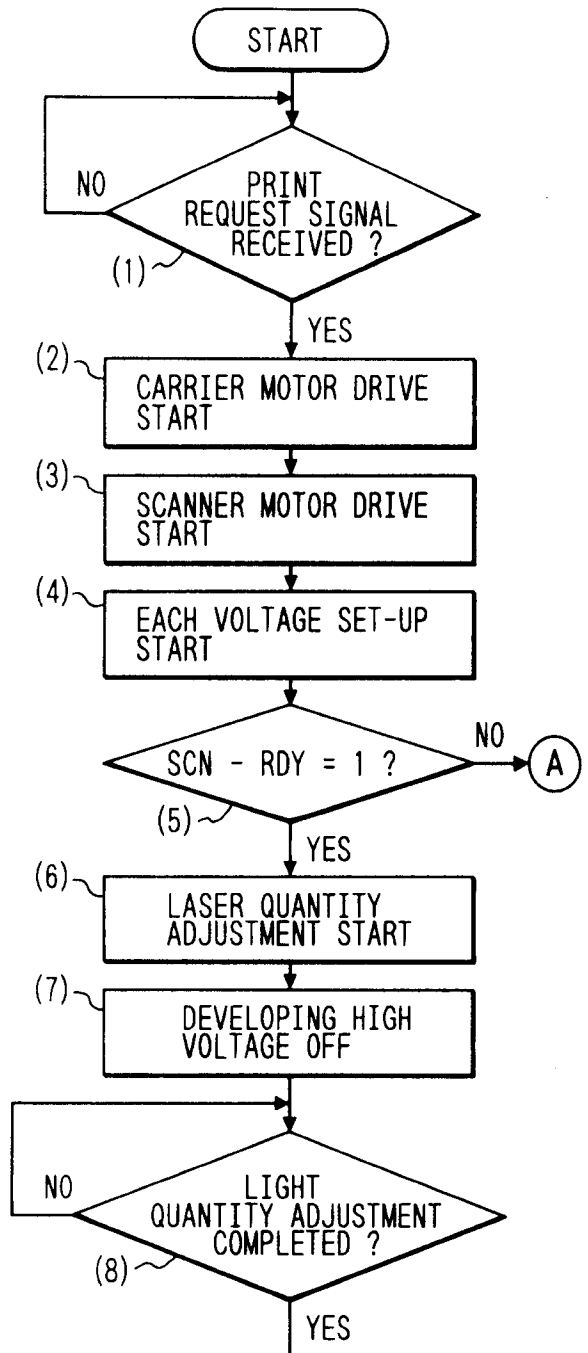 START
NO
PRINT
REQUEST SIGNAL
RECEIVED ?
(1)
YES
(2)
CARRIER MOTOR DRIVE
START
(3)
SCANNER MOTOR DRIVE
START
(4)
EACH VOLTAGE SET-UP
START
SCN - RDY = 1 ?
NO
A
(5)
YES
(6)
LASER QUANTITY
ADJUSTMENT START
(7)
DEVELOPING HIGH
VOLTAGE OFF
NO
LIGHT
QUANTITY ADJUSTMENT
COMPLETED ?
(8)
YES